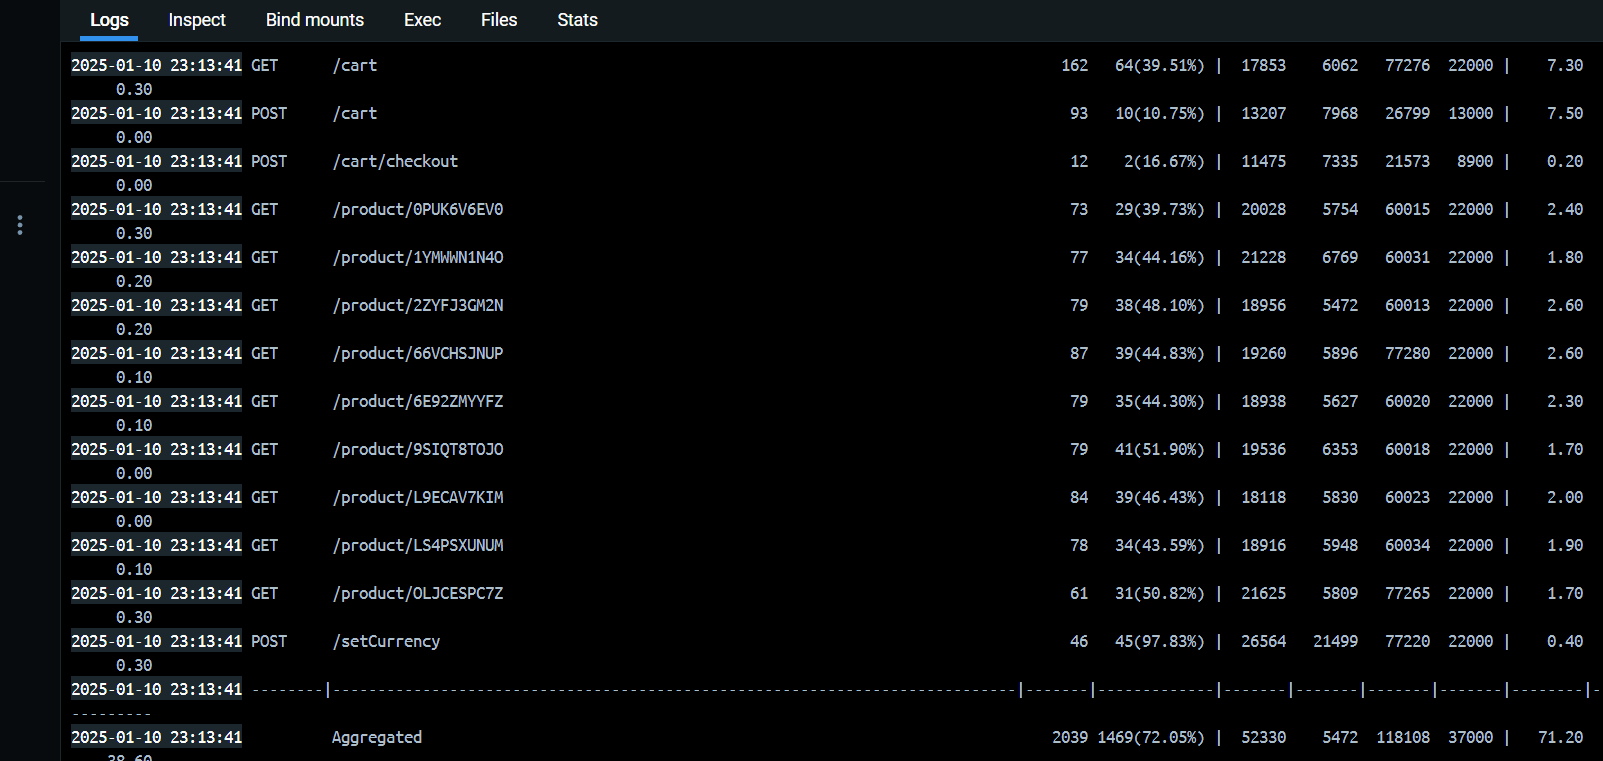 Logs Inspect Bind mounts Exec Files Stats
2025-01-10 23:13:41 GET /cart 162 64(39.51%) | 17853 6062 77276 22000 | 7.30
0.30
2025-01-10 23:13:41 POST /cart 93 10(10.75%) | 13207 7968 26799 13000 | 7.50
0.00
2025-01-10 23:13:41 POST /cart/checkout 12 2(16.67%) | 11475 7335 21573 8900 | 0.20
0.00
2025-01-10 23:13:41 GET /product/0PUK6V6EV0 73 29(39.73%) | 20028 5754 60015 22000 | 2.40
0.30
2025-01-10 23:13:41 GET /product/1YMWWN1N4O 77 34(44.16%) | 21228 6769 60031 22000 | 1.80
0.20
2025-01-10 23:13:41 GET /product/2ZYFJ3GM2N 79 38(48.10%) | 18956 5472 60013 22000 | 2.60
0.20
2025-01-10 23:13:41 GET /product/66VCHSJNUP 87 39(44.83%) | 19260 5896 77280 22000 | 2.60
0.10
2025-01-10 23:13:41 GET /product/6E92ZMYYFZ 79 35(44.30%) | 18938 5627 60020 22000 | 2.30
0.10
2025-01-10 23:13:41 GET /product/9SIQT8TOJO 79 41(51.90%) | 19536 6353 60018 22000 | 1.70
0.00
2025-01-10 23:13:41 GET /product/L9ECAV7KIM 84 39(46.43%) | 18118 5830 60023 22000 | 2.00
0.00
2025-01-10 23:13:41 GET /product/LS4PSXUNUM 78 34(43.59%) | 18916 5948 60034 22000 | 1.90
0.10
2025-01-10 23:13:41 GET /product/OLJCESPC7Z 61 31(50.82%) | 21625 5809 77265 22000 | 1.70
0.30
2025-01-10 23:13:41 POST /setCurrency 46 45(97.83%) | 26564 21499 77220 22000 | 0.40
0.30
2025-01-10 23:13:41 --------|----------------------------------------------------------------------------|-------|-------------|-------|-------|-------|-------|--------|-
---------
2025-01-10 23:13:41 Aggregated 2039 1469(72.05%) | 52330 5472 118108 37000 | 71.20
38.60